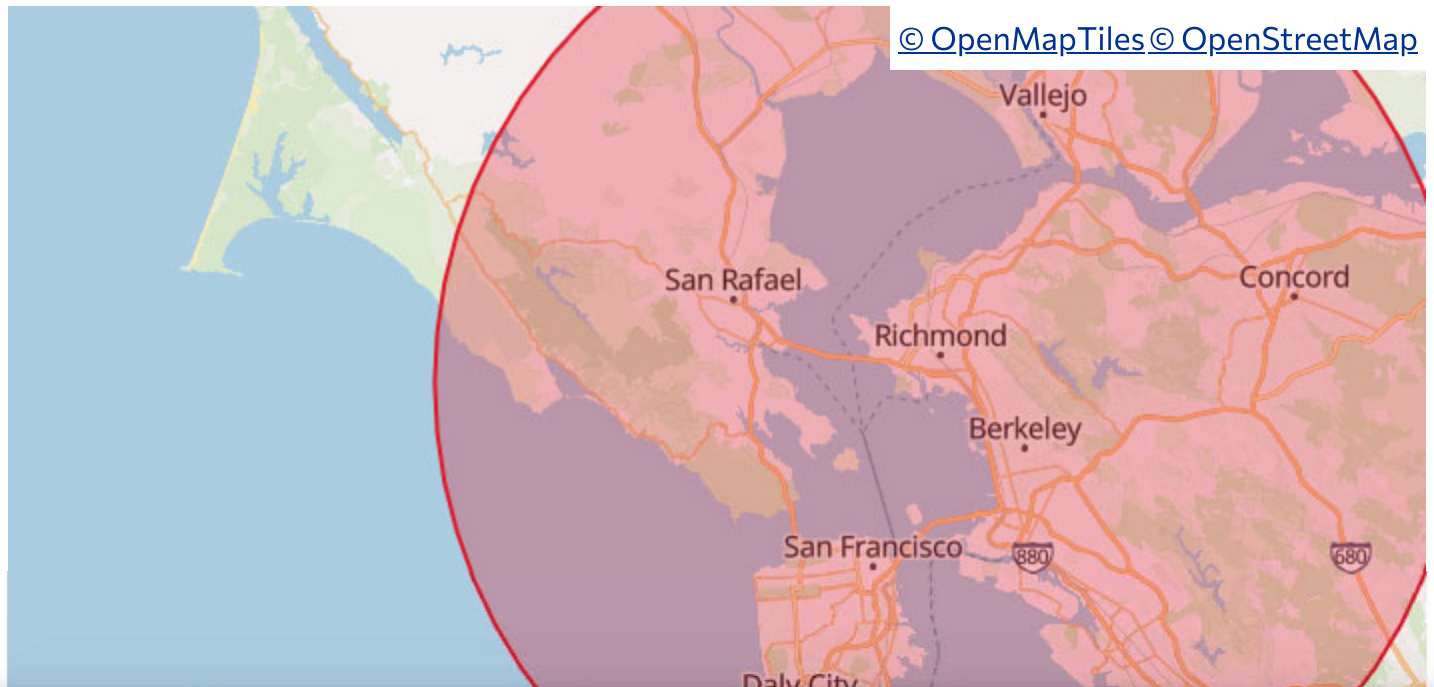 © OpenMapTiles © OpenStreetMap
Vallejo
San Rafael
Concord
Richmond
Berkeley
San Francisco
880
680
Daly City